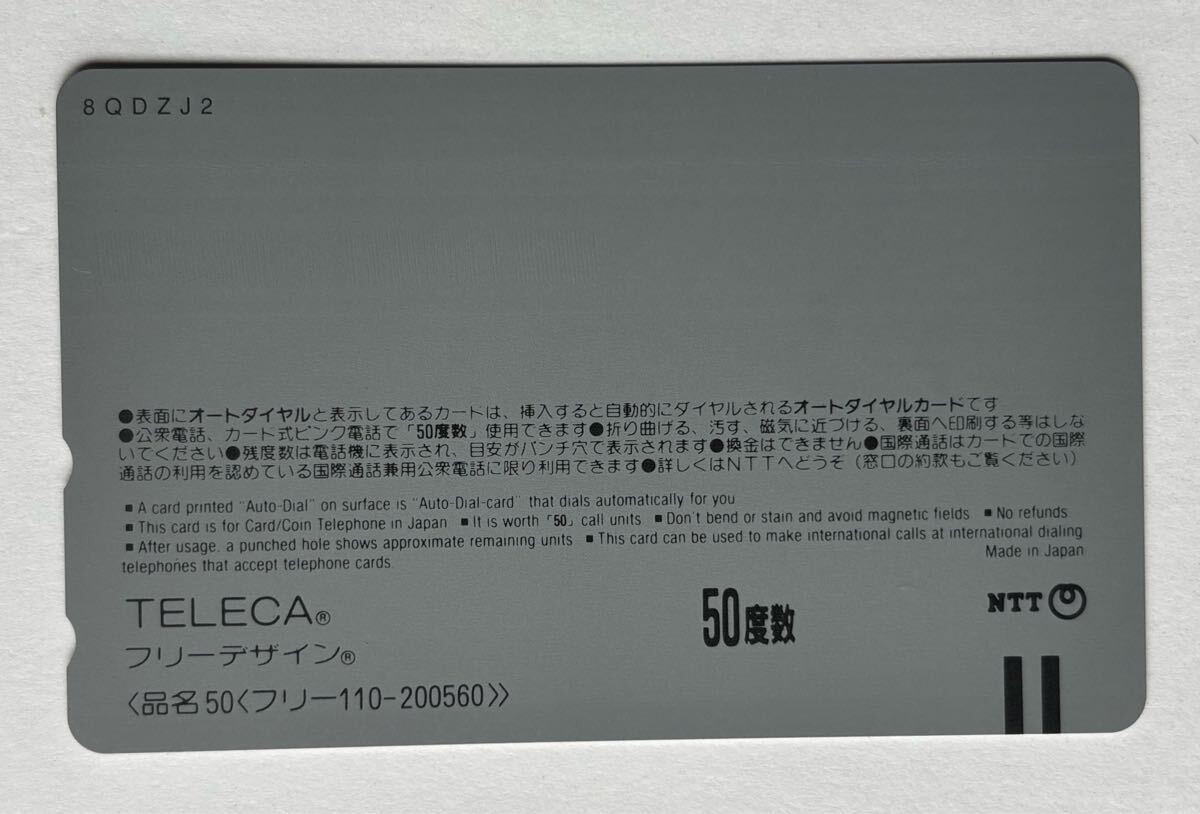 8QDZJ2
●表面にオートダイヤルと表示してあるカードは、挿入すると自動的にダイヤルされるオートダイヤルカードです
●公衆電話、カード式ピンク電話で「50度数」使用できます●折り曲げる、汚す、磁気に近づける、裏面へ印刷する等はしな
いでください●残度数は電話機に表示され、目安がパンチ穴で表示されます●換金はできません●国際通話はカードでの国際
通話の利用を認めている国際通話兼用公衆電話に限り利用できます●詳しくはNTTへどうぞ（窓口の約款もご覧ください）
■ A card printed "Auto-Dial" on surface is "Auto-Dial-card" that dials automatically for you
■ This card is for Card/Coin Telephone in Japan ■ It is worth「50」call units ■ Don't bend or stain and avoid magnetic fields ■ No refunds
■ After usage, a punched hole shows approximate remaining units ■ This card can be used to make international calls at international dialing
telephones that accept telephone cards.
Made in Japan
TELECA®
フリーデザイン®
50度数
NTT
〈品名50〈フリー110-200560〉〉